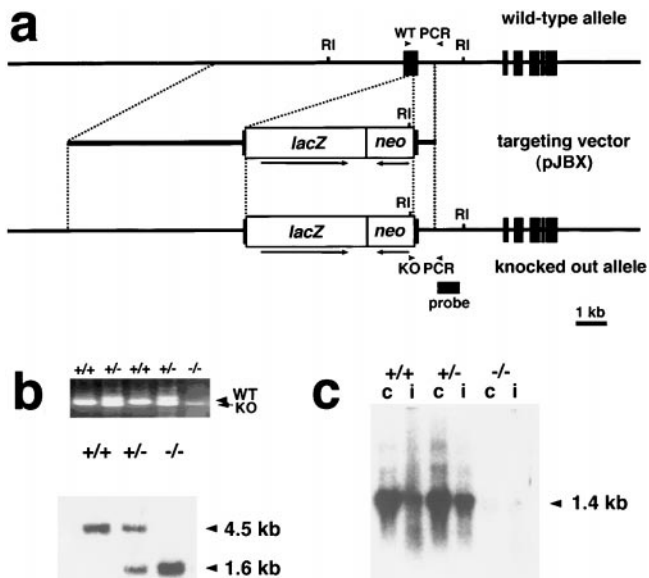 a
wild-type allele
RI
WT PCR
RI
RI
lacZ
neo
targeting vector
(pJBX)
RI
RI
lacZ
neo
KO PCR
knocked out allele
probe
1 kb
b
+/+ +/- +/+ +/- -/-
WT
KO
+/+ +/- -/-
4.5 kb
1.6 kb
c
+/+ +/- -/-
c i c i c i
1.4 kb